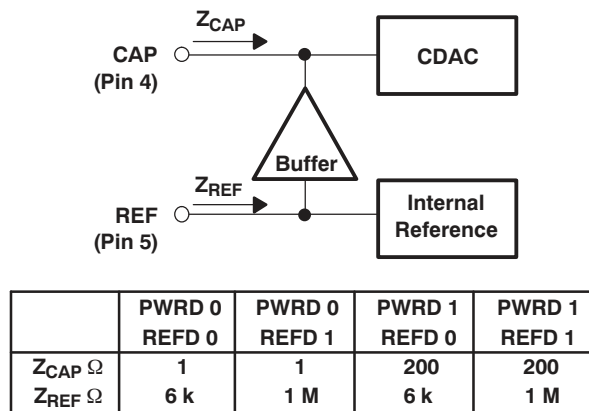 Z_CAP
CAP
(Pin 4)
CDAC
Buffer
Z_REF
REF
(Pin 5)
Internal
Reference
PWRD 0 PWRD 0 PWRD 1 PWRD 1
REFD 0 REFD 1 REFD 0 REFD 1
Z_CAP Ω 1 1 200 200
Z_REF Ω 6 k 1 M 6 k 1 M